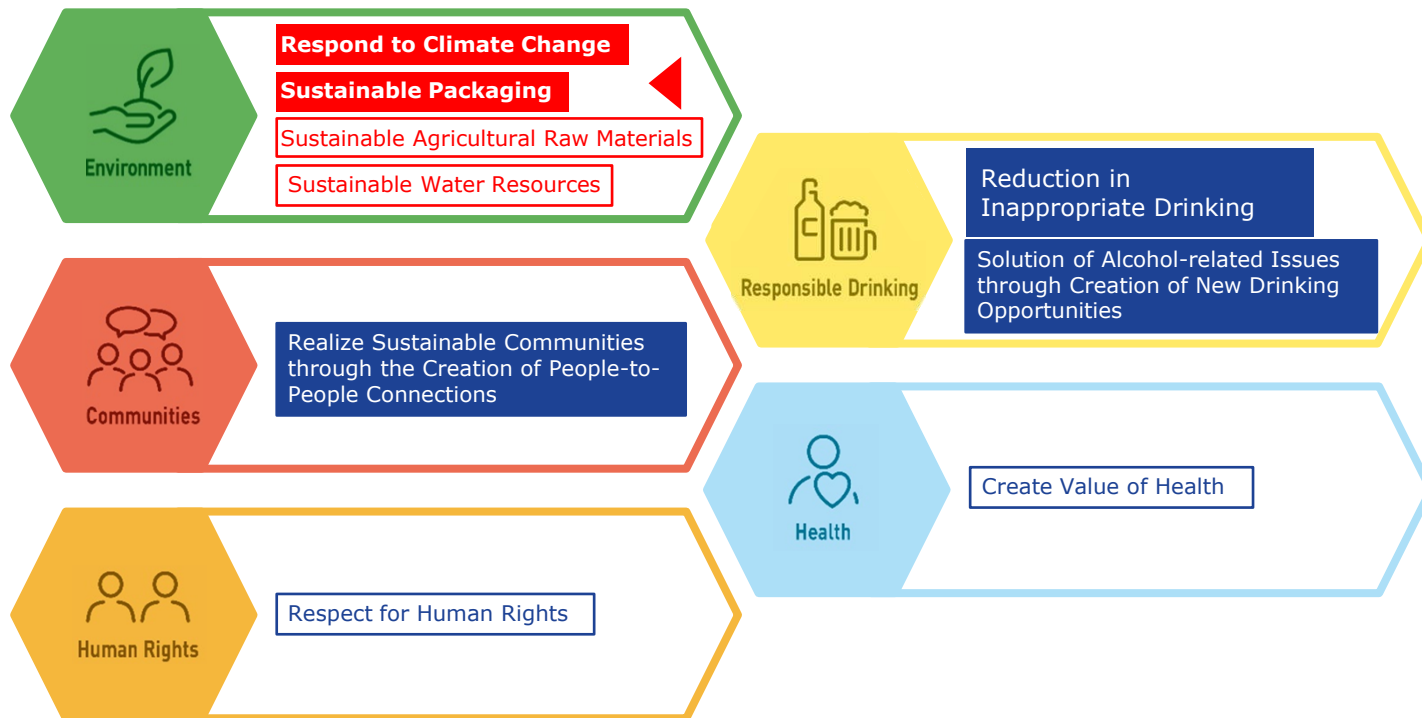 Environment
Respond to Climate Change
Sustainable Packaging
Sustainable Agricultural Raw Materials
Sustainable Water Resources
Responsible Drinking
Reduction in
Inappropriate Drinking
Solution of Alcohol-related Issues
through Creation of New Drinking
Opportunities
Communities
Realize Sustainable Communities
through the Creation of People-to-
People Connections
Health
Create Value of Health
Human Rights
Respect for Human Rights